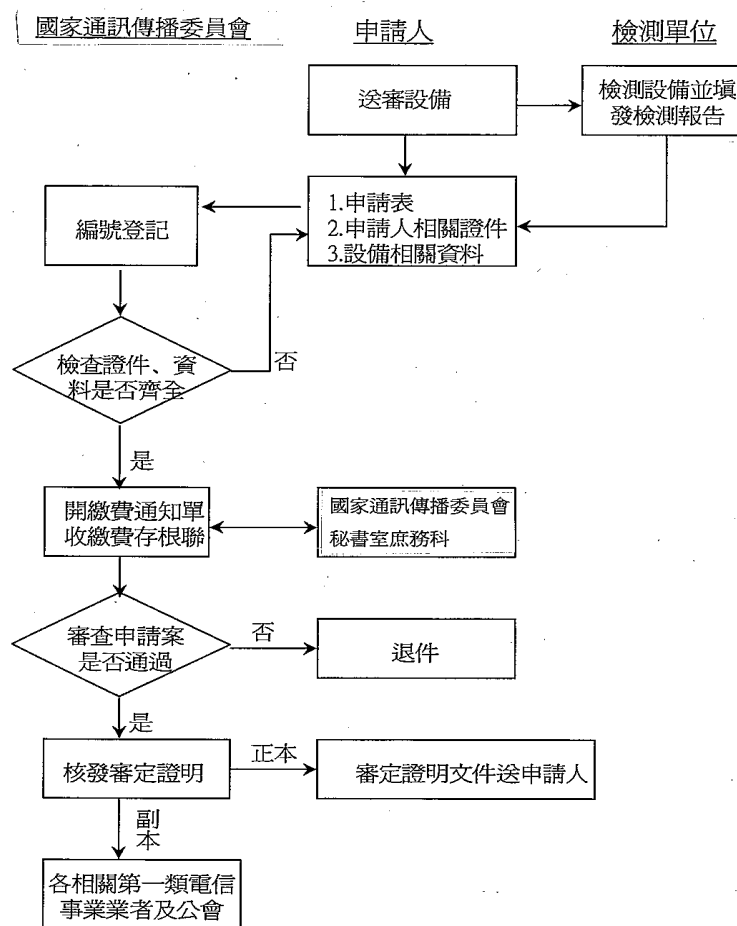 國家通訊傳播委員會
申請人
檢測單位
送審設備
檢測設備並填
發檢測報告
編號登記
1.申請表
2.申請人相關證件
3.設備相關資料
檢查證件、資
料是否齊全
否
是
開繳費通知單
收繳費存根聯
國家通訊傳播委員會
秘書室庶務科
審查申請案
是否通過
否
退件
是
核發審定證明
正本
審定證明文件送申請人
副
本
各相關第一類電信
事業業者及公會